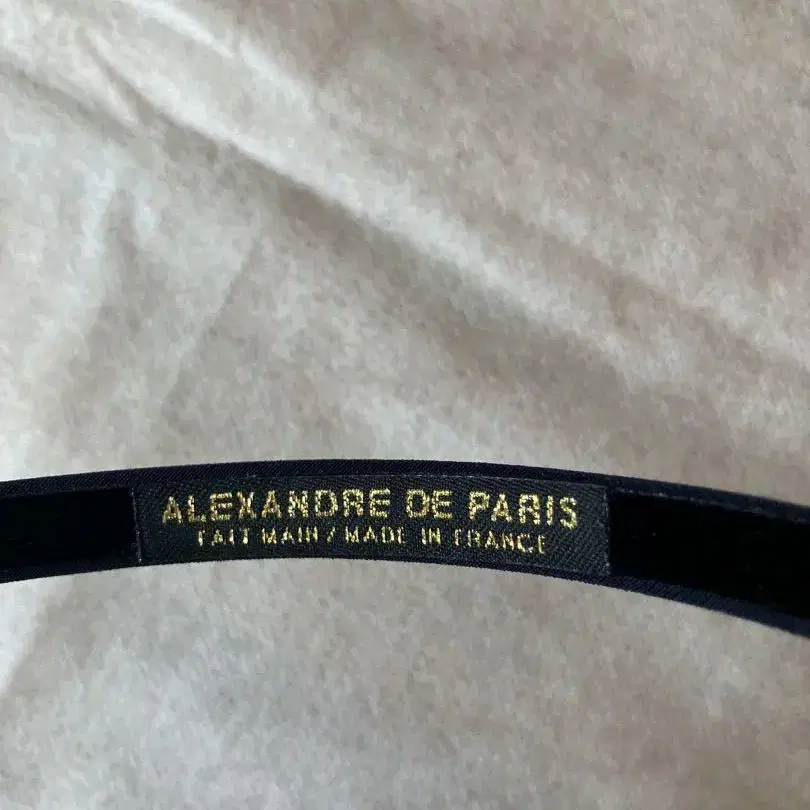 ALEXANDRE DE PARIS
FAIT MAIN / MADE IN FRANCE